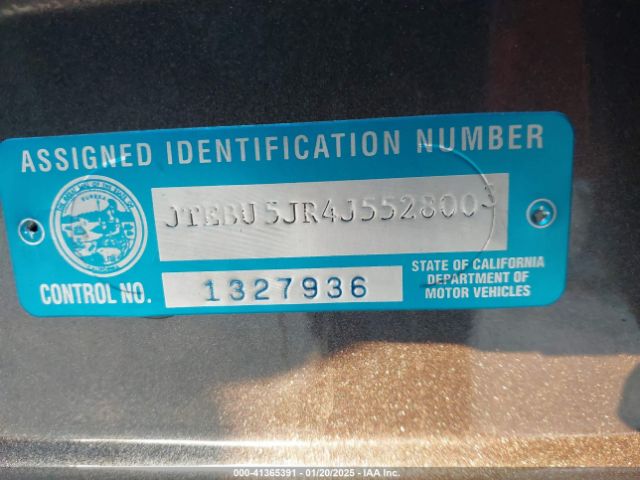 ASSIGNED IDENTIFICATION NUMBER
EUREKA
JTEBU5JR4J5528003
CONTROL NO.
1327936
STATE OF CALIFORNIA
DEPARTMENT OF
MOTOR VEHICLES
000-41365391 - 01/20/2025 - IAA Inc.